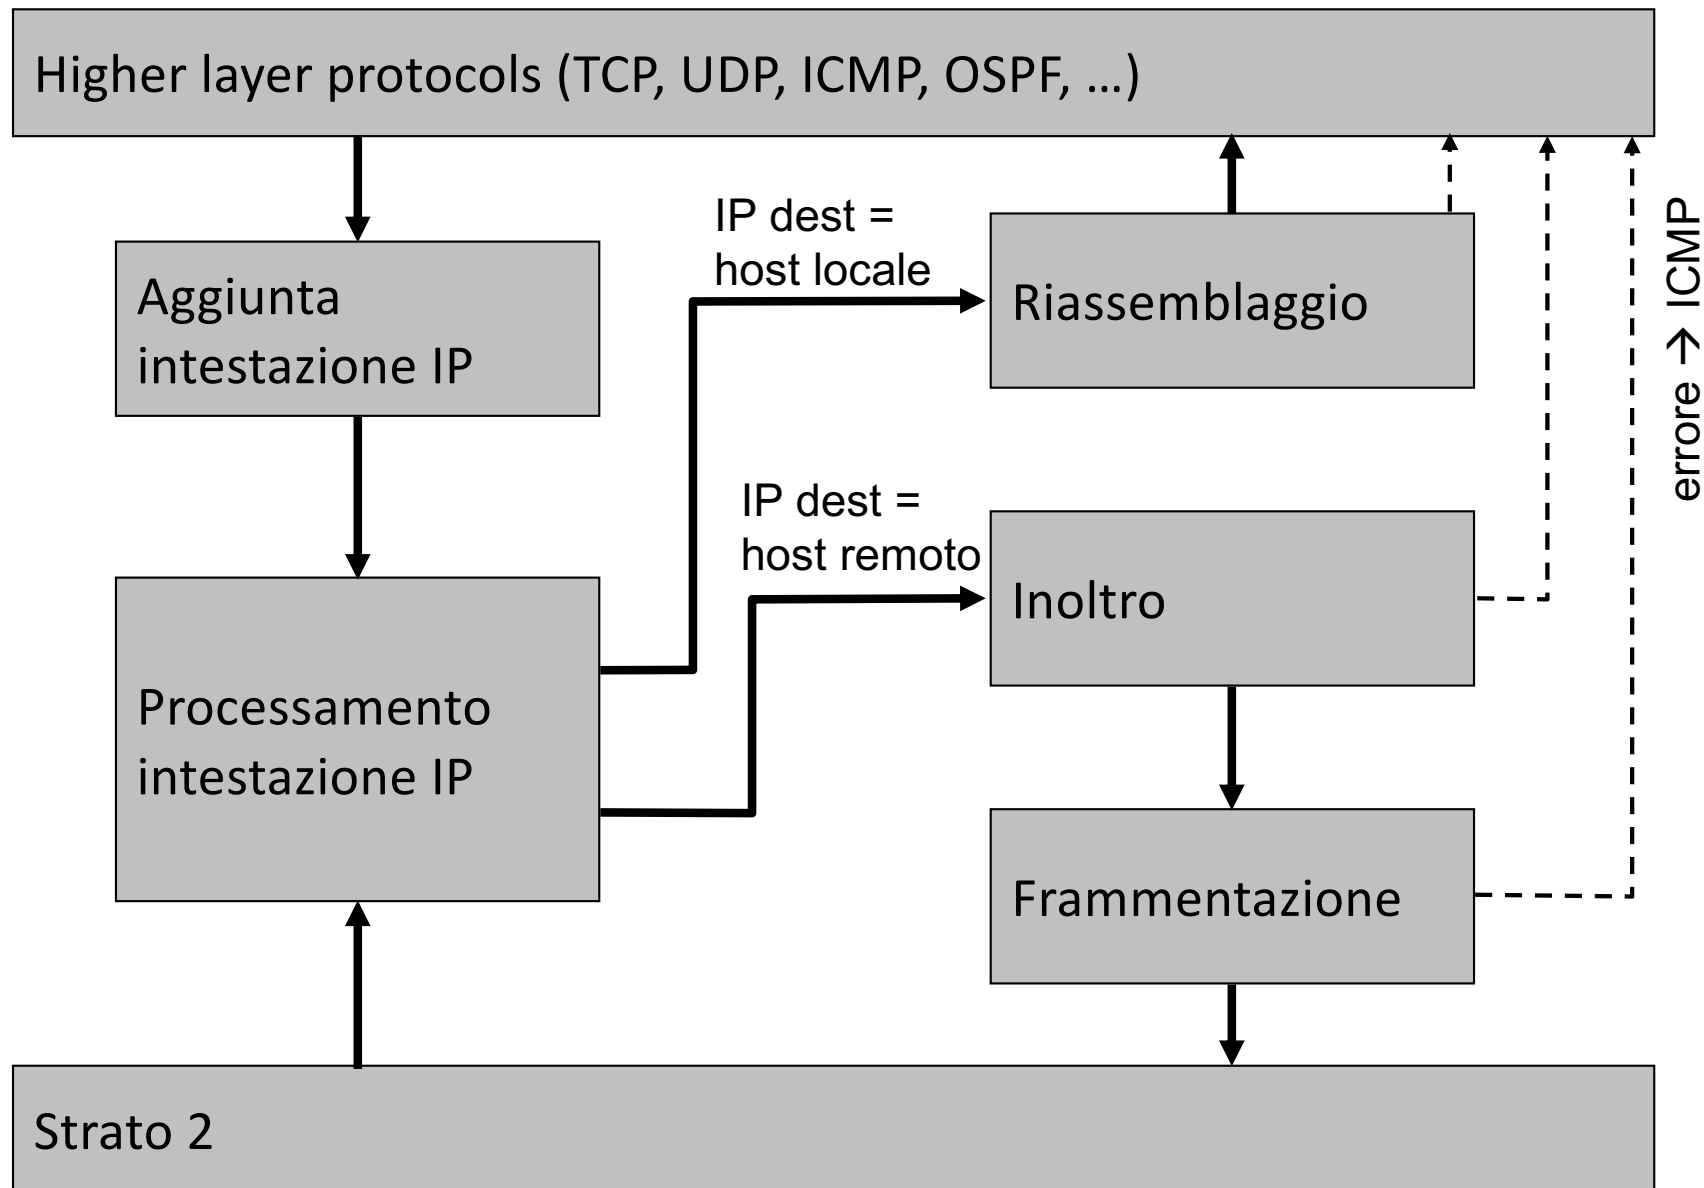 Higher layer protocols (TCP, UDP, ICMP, OSPF, …)
IP dest =
host locale
Aggiunta
intestazione IP
Riassemblaggio
errore → ICMP
IP dest =
host remoto
Inoltro
Processamento
intestazione IP
Frammentazione
Strato 2